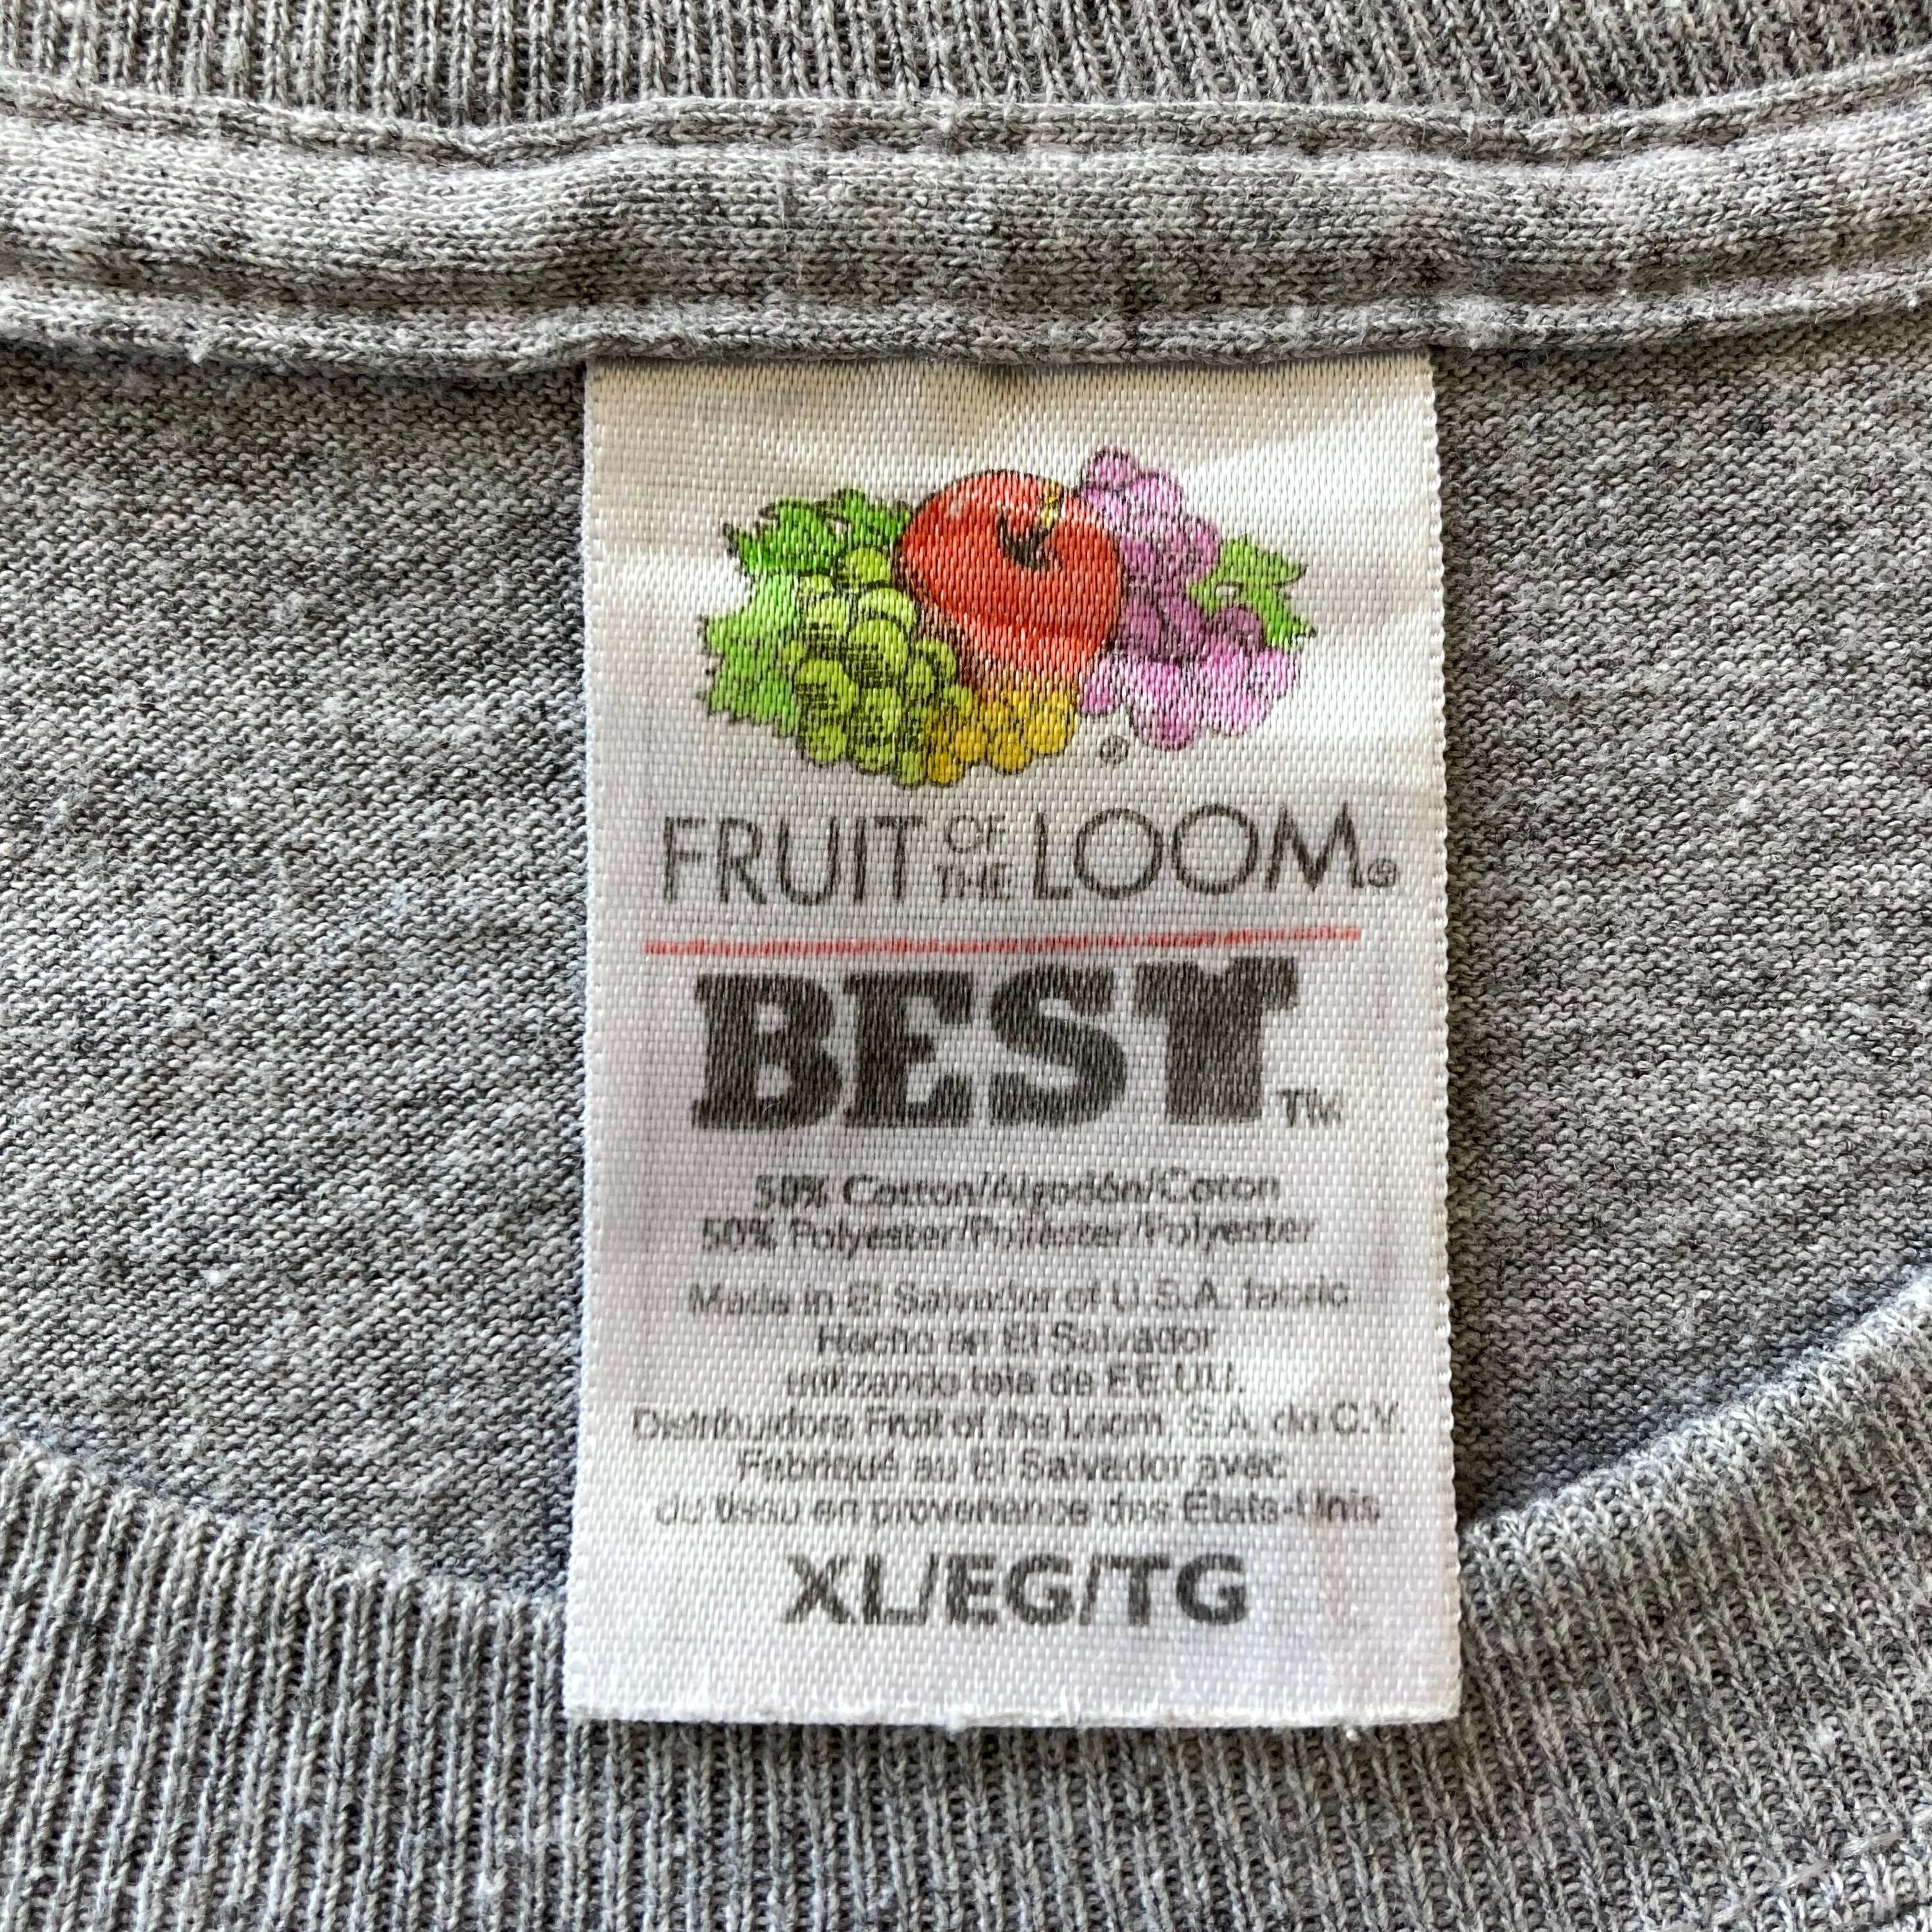 ®
FRUIT OF THE LOOM®
BEST™
50% Cotton/Algodón/Coton
50% Polyester/Poliéster/Polyester
Made in El Salvador of U.S.A. fabric
Hecho en El Salvador
utilizando tela de EE.UU.
Distribuidora Fruit of the Loom, S.A. de C.V.
Fabriqué au El Salvador avec
du tissu en provenance des États-Unis
XL/EG/TG